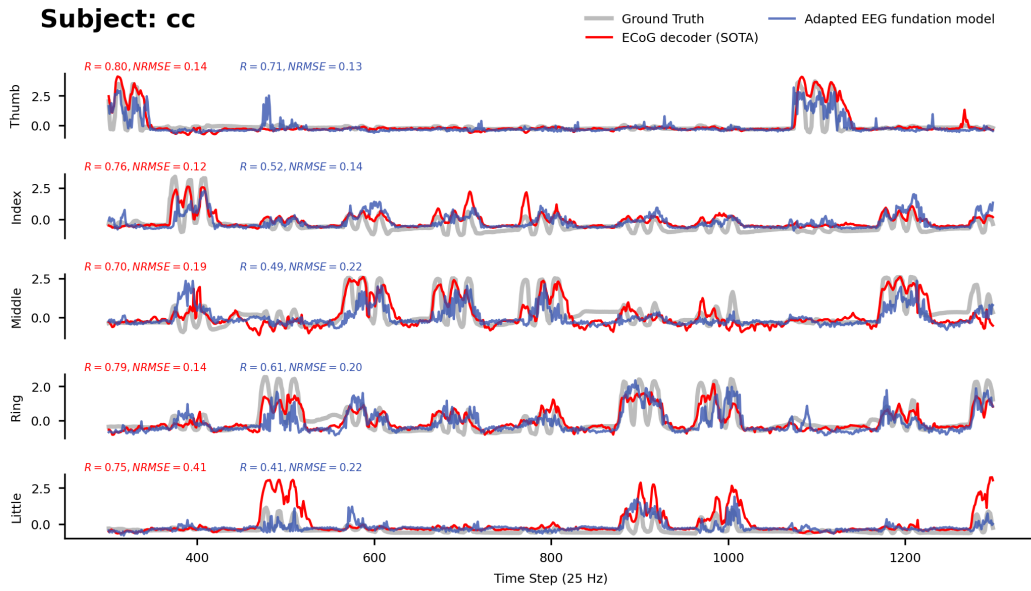 Subject: cc
Ground Truth
ECoG decoder (SOTA)
Adapted EEG fundation model
R = 0.80, NRMSE = 0.14 R = 0.71, NRMSE = 0.13
Thumb
2.5
0.0
R = 0.76, NRMSE = 0.12 R = 0.52, NRMSE = 0.14
Index
2.5
0.0
R = 0.70, NRMSE = 0.19 R = 0.49, NRMSE = 0.22
Middle
2.5
0.0
R = 0.79, NRMSE = 0.14 R = 0.61, NRMSE = 0.20
Ring
2.0
0.0
R = 0.75, NRMSE = 0.41 R = 0.41, NRMSE = 0.22
Little
2.5
0.0
400 600 800 1000 1200
Time Step (25 Hz)